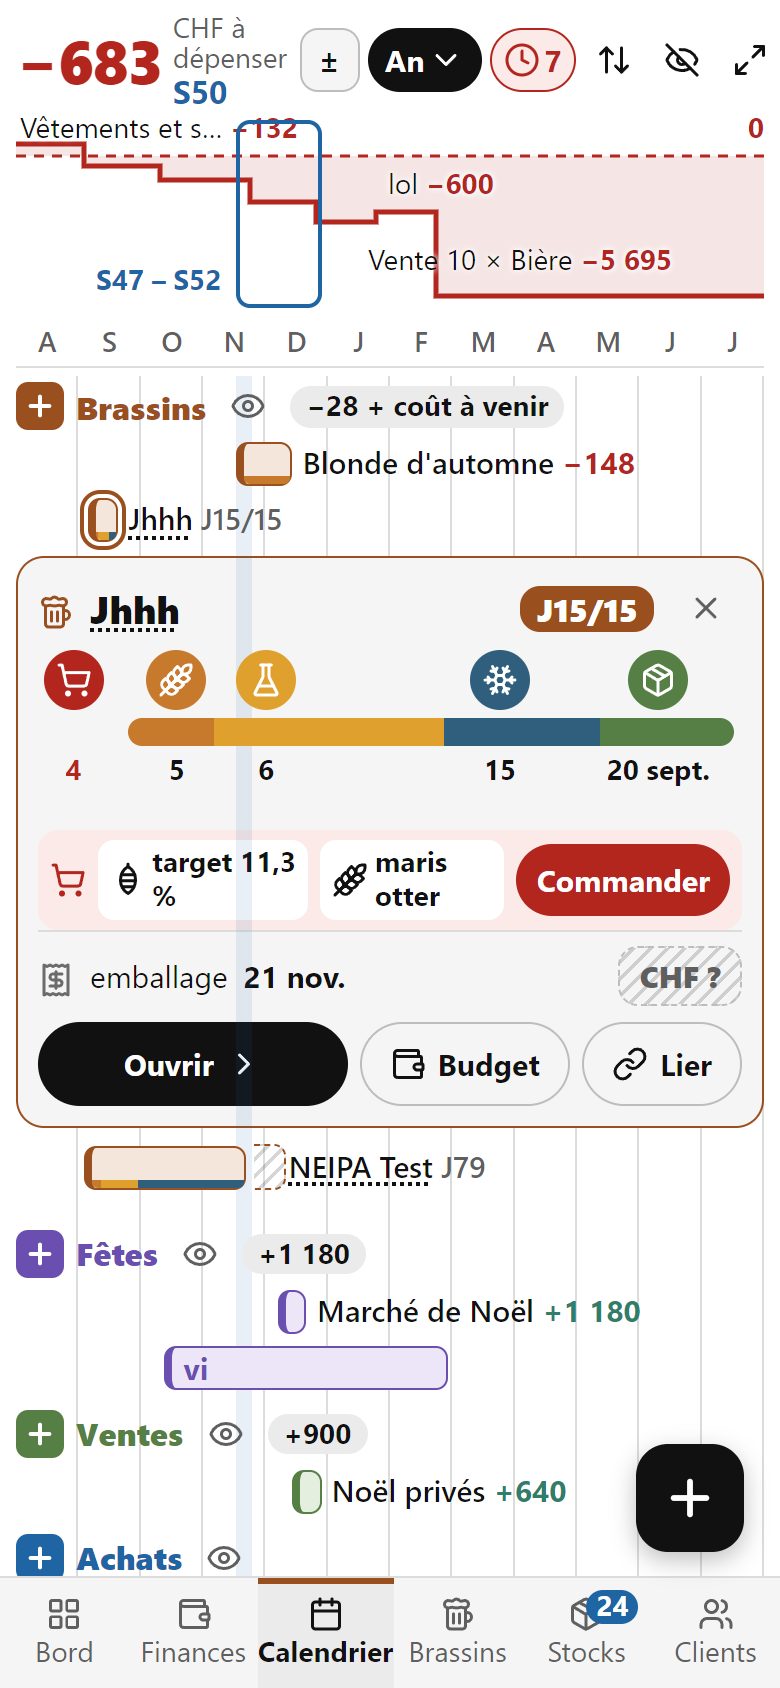 −683 CHF à dépenser S50 ± An 7
Vêtements et s... −132 0
lol −600
Vente 10 × Bière −5 695
S47 – S52
A S O N D J F M A M J J
Brassins −28 + coût à venir
Blonde d'automne −148
Jhhh J15/15
Jhhh J15/15
4 5 6 15 20 sept.
target 11,3 %
maris otter
Commander
emballage 21 nov. CHF ?
Ouvrir Budget Lier
NEIPA Test J79
Fêtes +1 180
Marché de Noël +1 180
vi
Ventes +900
Noël privés +640
Achats
24
Bord Finances Calendrier Brassins Stocks Clients